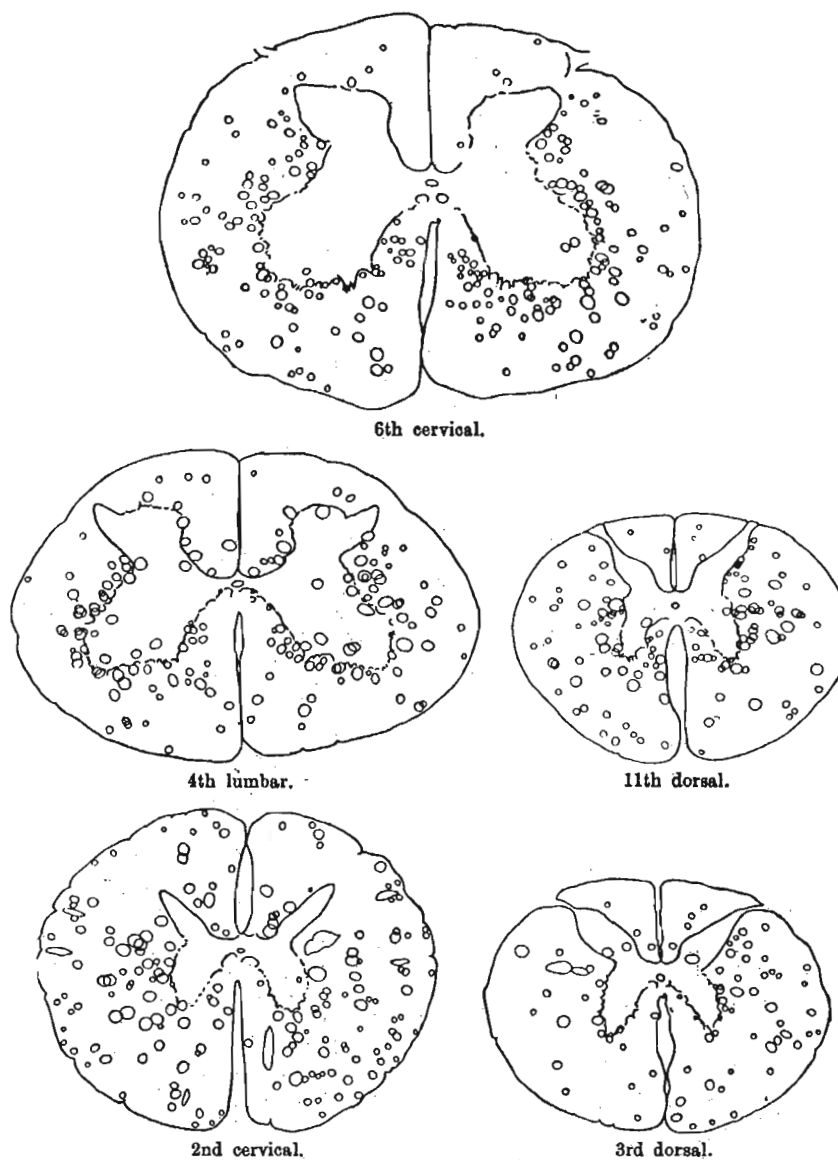 6th cervical.
4th lumbar.
11th dorsal.
2nd cervical.
3rd dorsal.